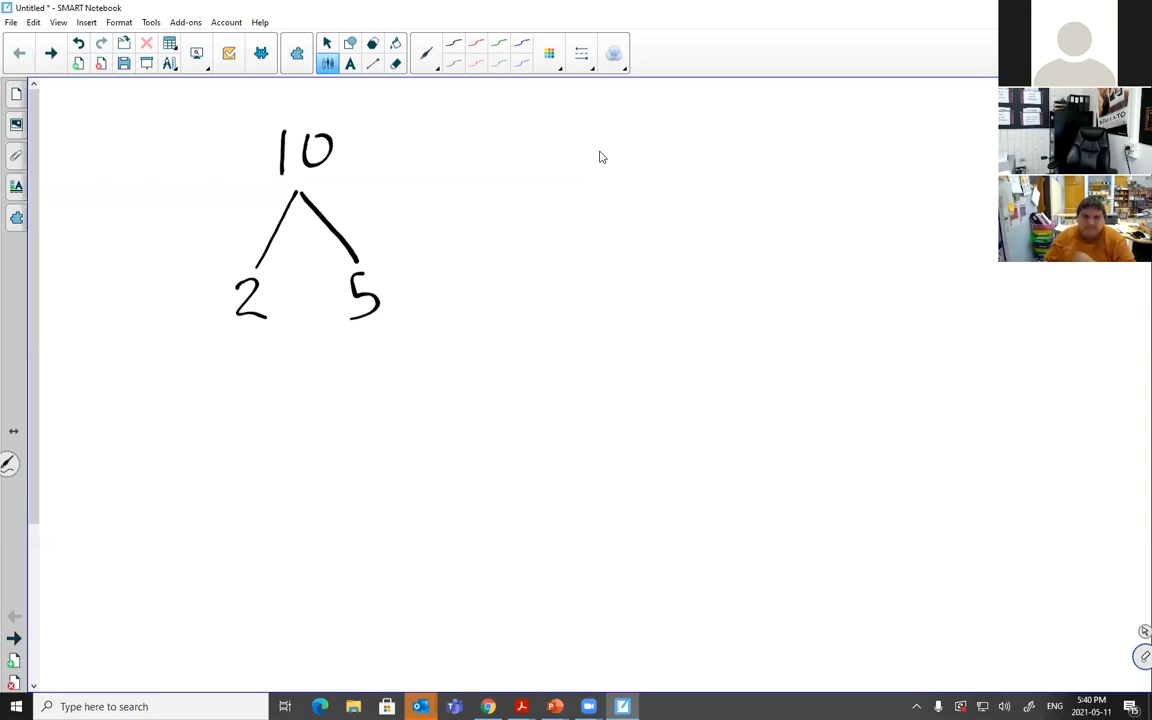 Untitled * - SMART Notebook
File Edit View Insert Format Tools Add-ons Account Help
10
2 5
Type here to search
ENG
5:40 PM
2021-05-11
15